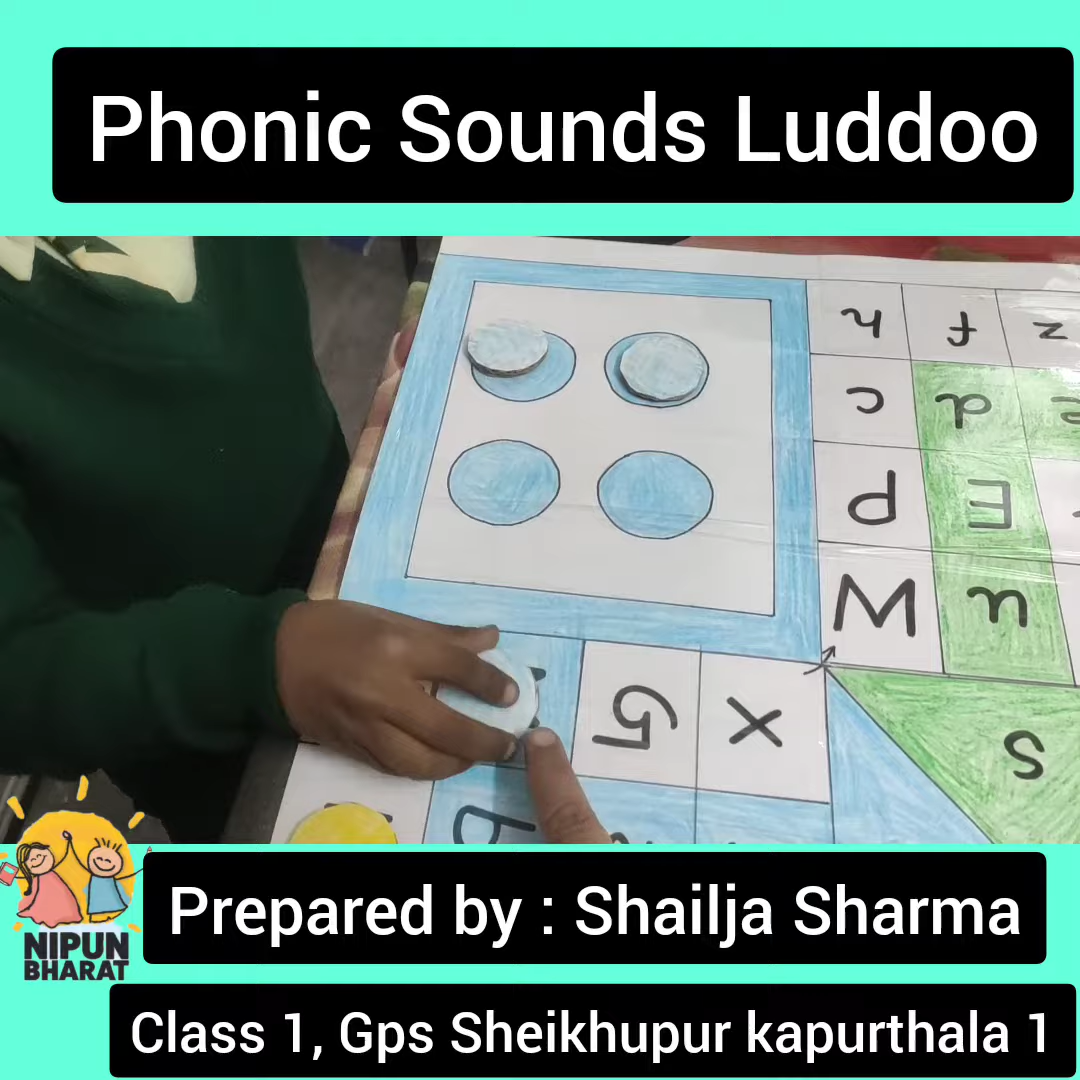 Phonic Sounds Luddoo
h f z
c d
p E
M u
G x
s
Prepared by : Shailja Sharma
NIPUN
BHARAT
Class 1, Gps Sheikhupur kapurthala 1